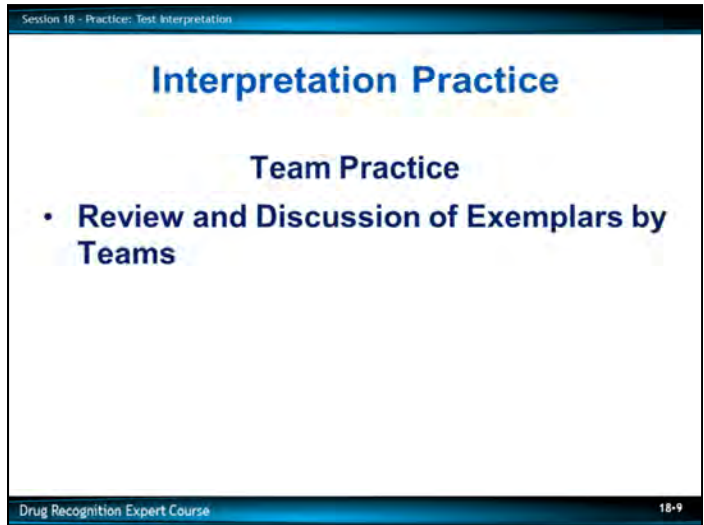 Session 18 - Practice: Test Interpretation
Interpretation Practice
Team Practice
• Review and Discussion of Exemplars by
Teams
Drug Recognition Expert Course
18-9